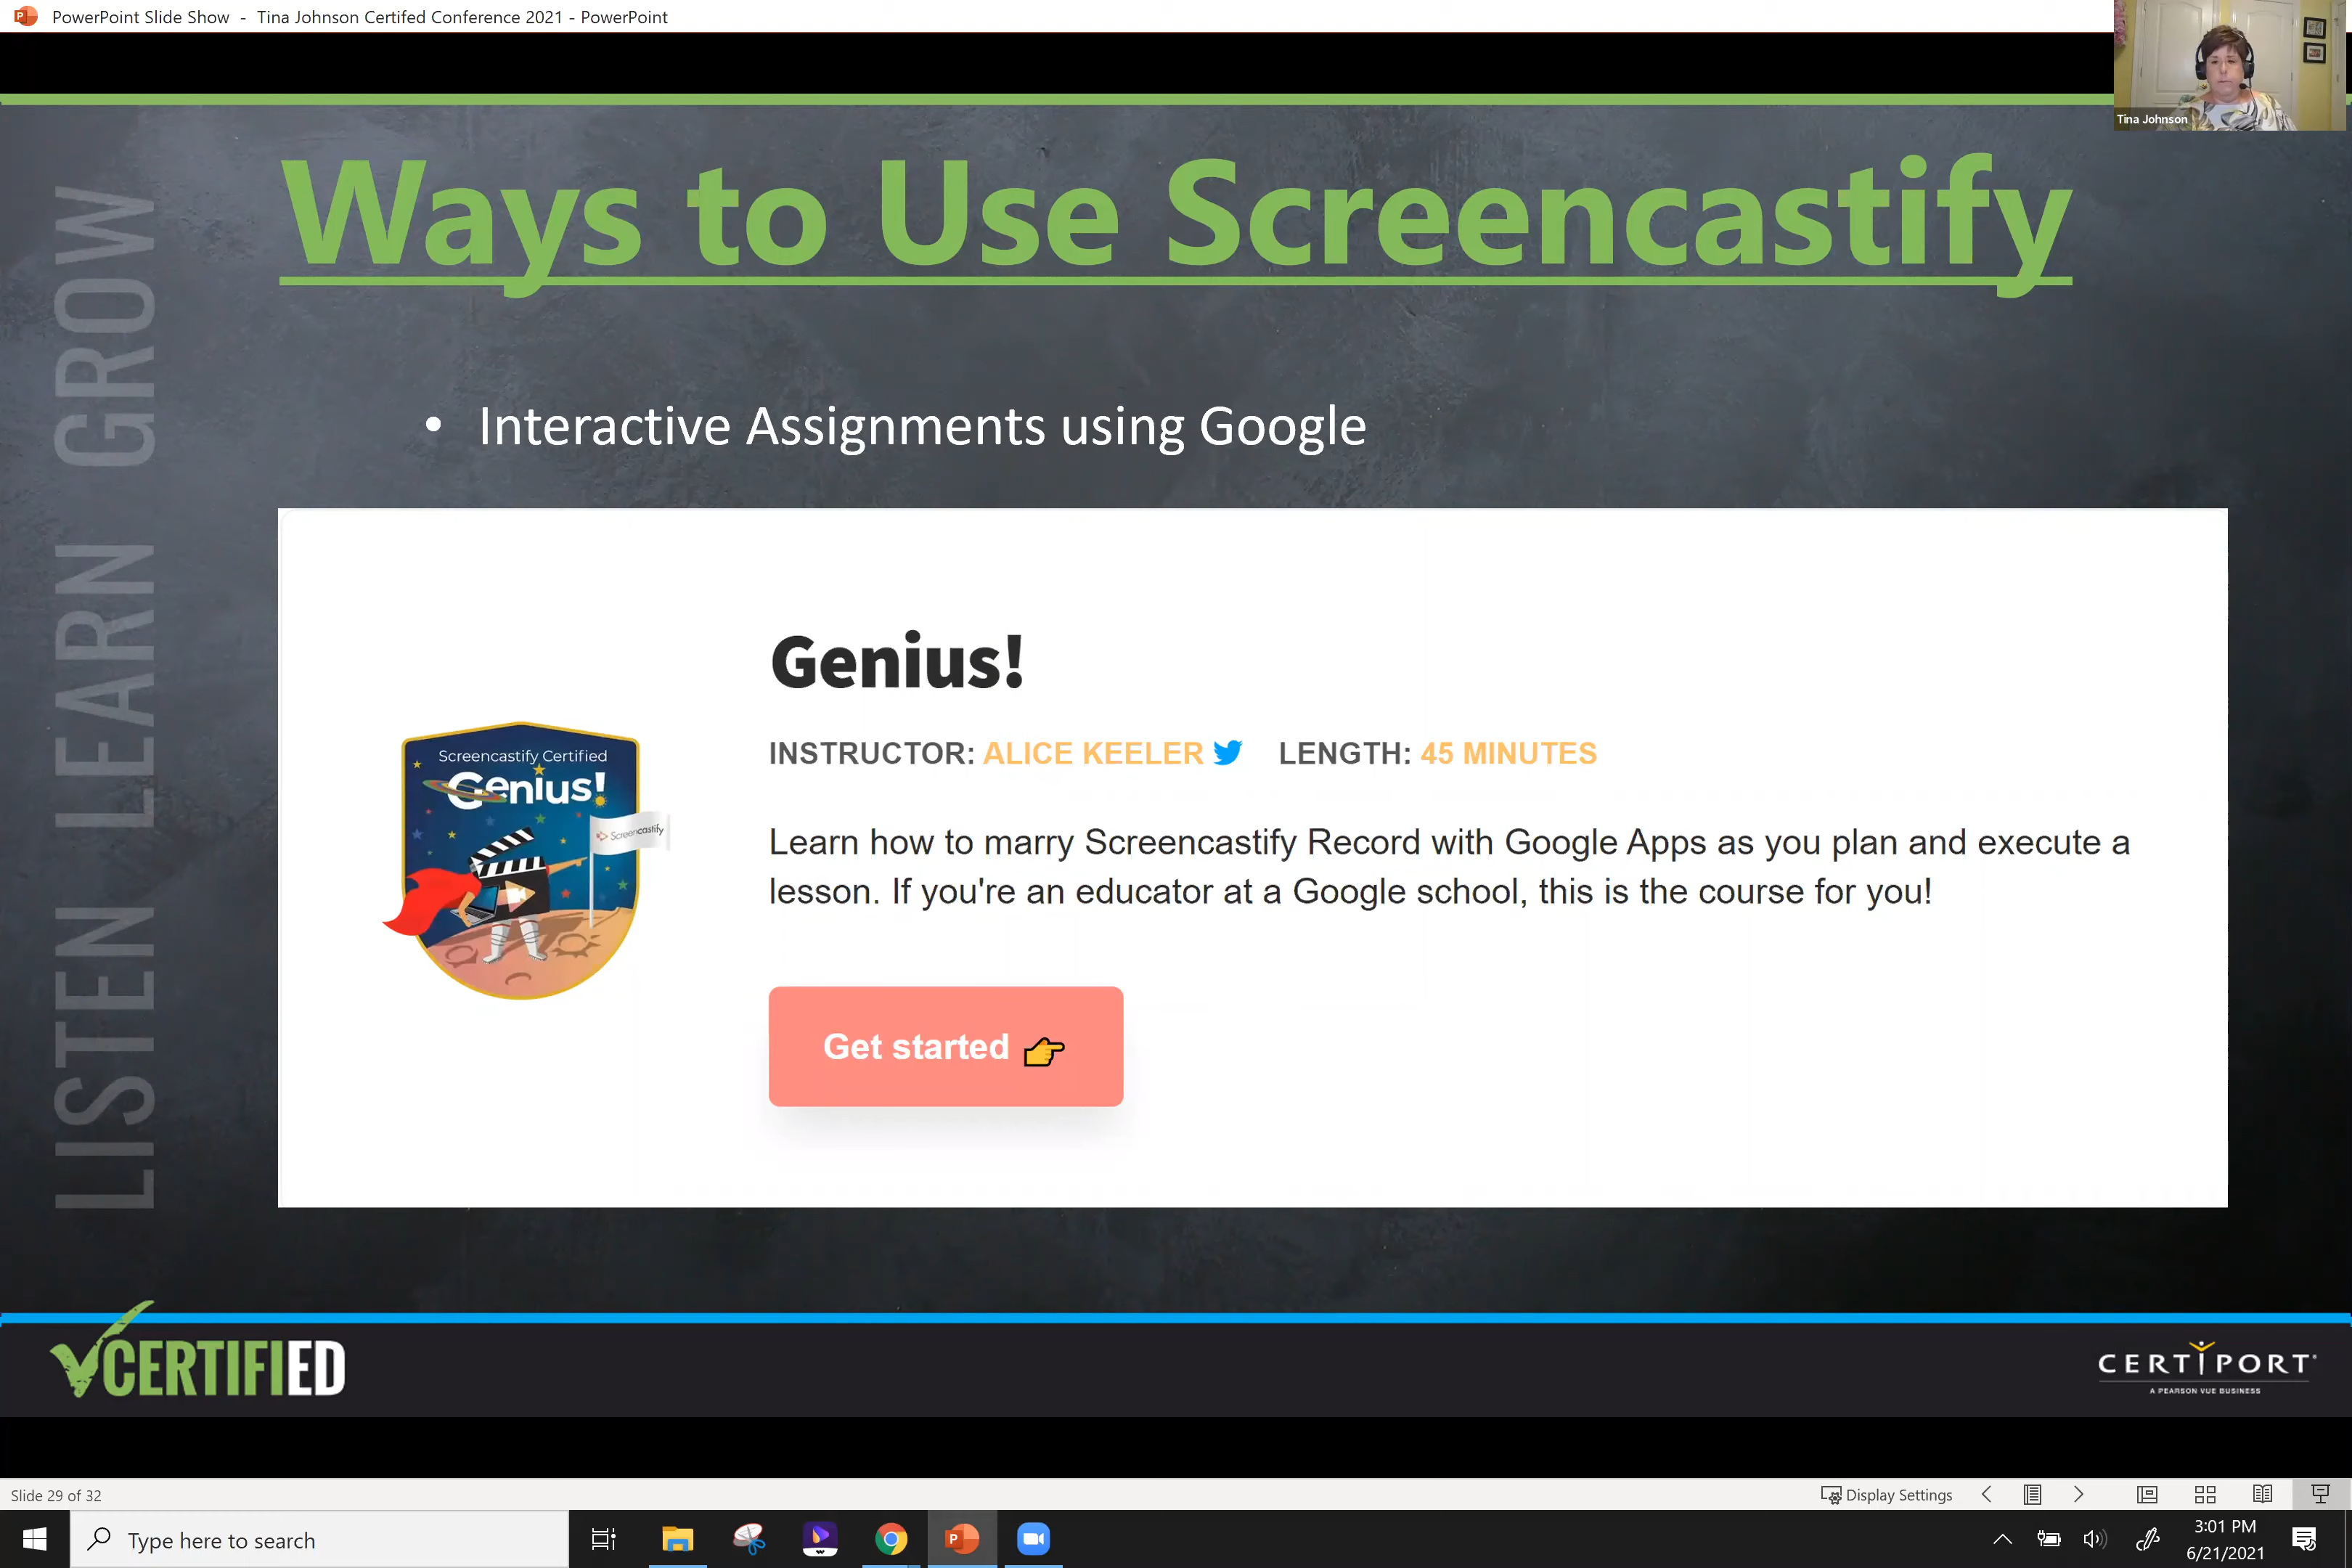 PowerPoint Slide Show - Tina Johnson Certifed Conference 2021 - PowerPoint
Tina Johnson
Ways to Use Screencastify
LISTEN LEARN GROW
• Interactive Assignments using Google
Genius!
INSTRUCTOR: ALICE KEELER LENGTH: 45 MINUTES
Screencastify Certified
Genius!
Screencastify
Learn how to marry Screencastify Record with Google Apps as you plan and execute a
lesson. If you're an educator at a Google school, this is the course for you!
Get started
CERTIFIED
CERTIPORT
A PEARSON VUE BUSINESS
Slide 29 of 32
Display Settings
Type here to search
3:01 PM
6/21/2021